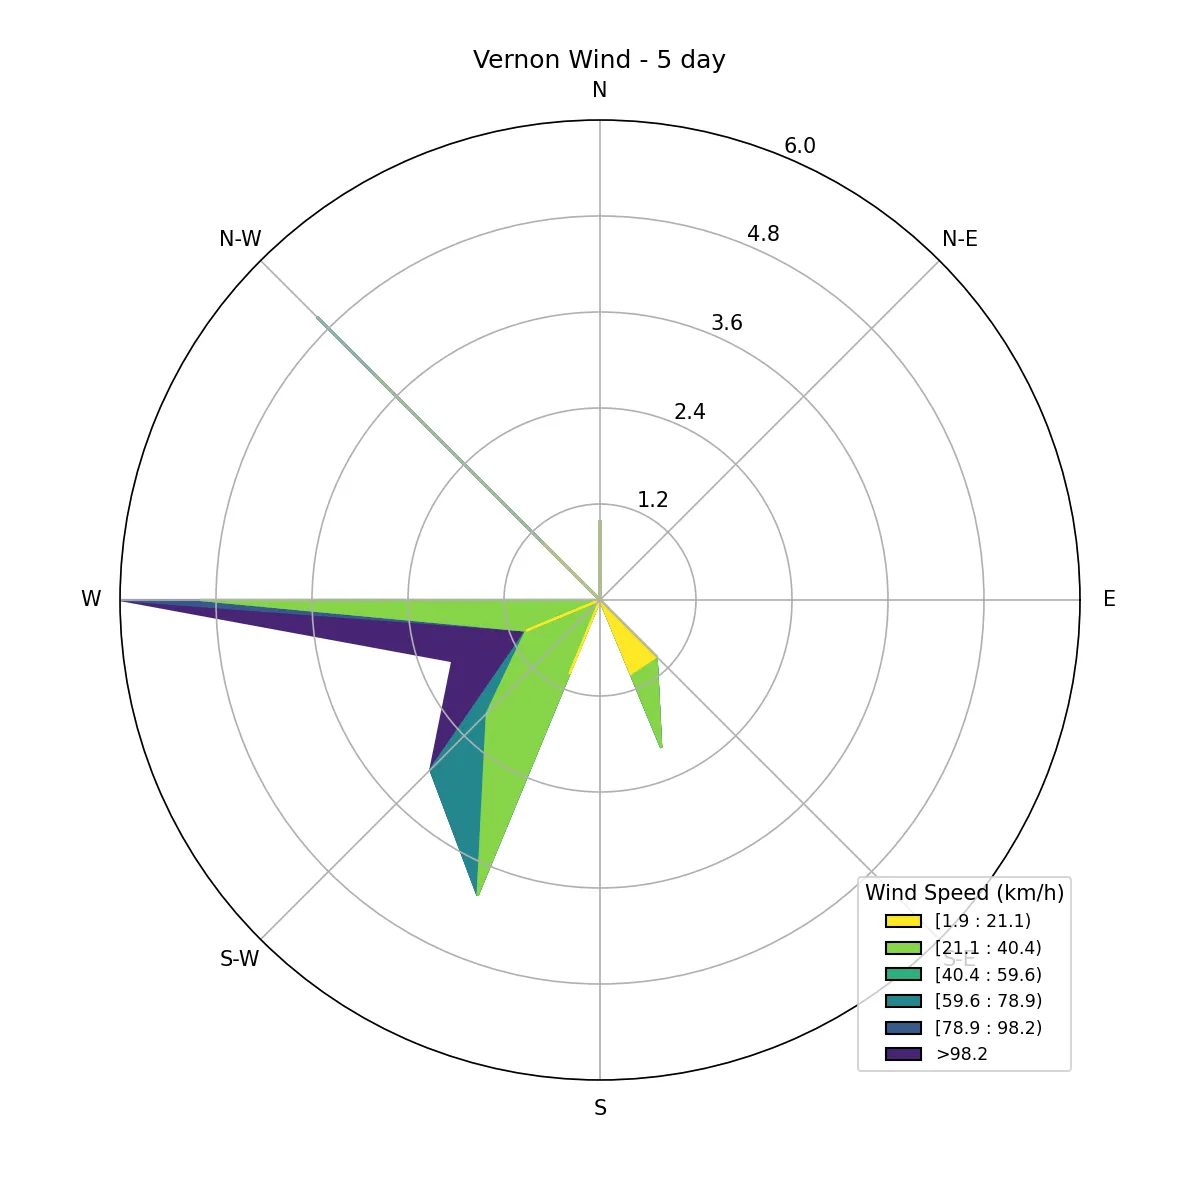 Vernon Wind - 5 day
N
6.0
4.8
N-W
N-E
3.6
2.4
1.2
W
E
S-W
S-E
S
Wind Speed (km/h)
[1.9 : 21.1)
[21.1 : 40.4)
[40.4 : 59.6)
[59.6 : 78.9)
[78.9 : 98.2)
>98.2